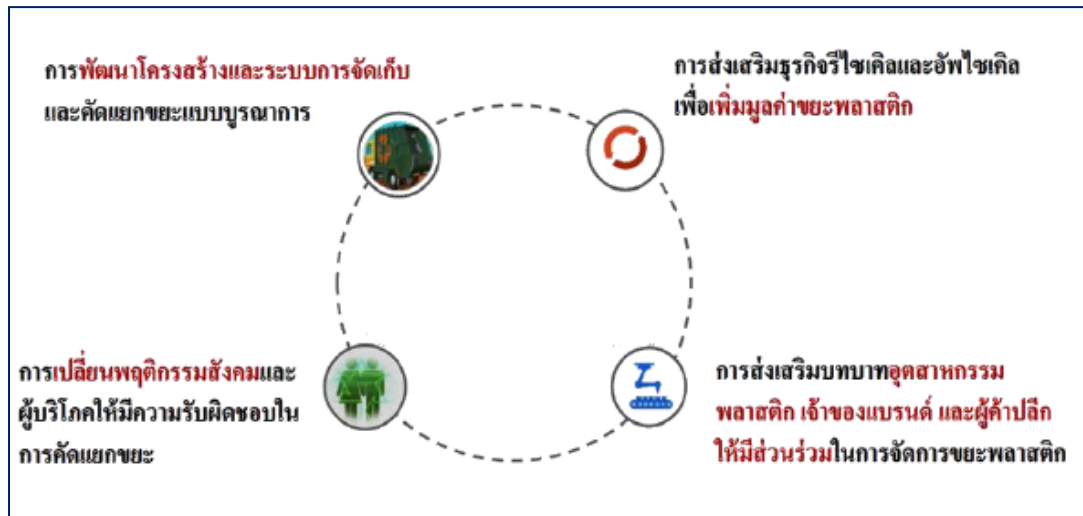 การพัฒนาโครงสร้างและระบบการจัดเก็บ
และคัดแยกขยะแบบบูรณาการ
การส่งเสริมธุรกิจรีไซเคิลและอัพไซเคิล
เพื่อเพิ่มมูลค่าขยะพลาสติก
การเปลี่ยนพฤติกรรมสังคมและ
ผู้บริโภคให้มีความรับผิดชอบใน
การคัดแยกขยะ
การส่งเสริมบทบาทอุตสาหกรรม
พลาสติก เจ้าของแบรนด์ และผู้ค้าปลีก
ให้มีส่วนร่วมในการจัดการขยะพลาสติก